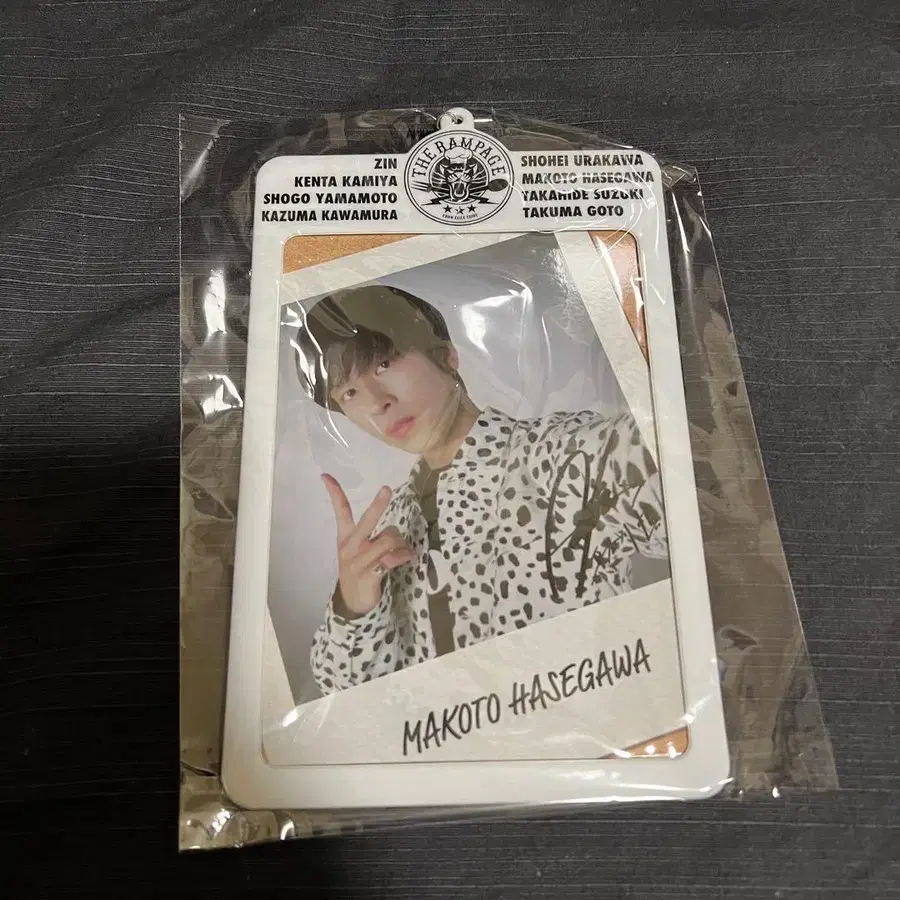 ZIN
KENTA KAMIYA
SHOGO YAMAMOTO
KAZUMA KAWAMURA
THE RAMPAGE
FROM EXILE TRIBE
SHOHEI URAKAWA
MAKOTO HASEGAWA
TAKAHIDE SUZUKI
TAKUMA GOTO
MAKOTO HASEGAWA